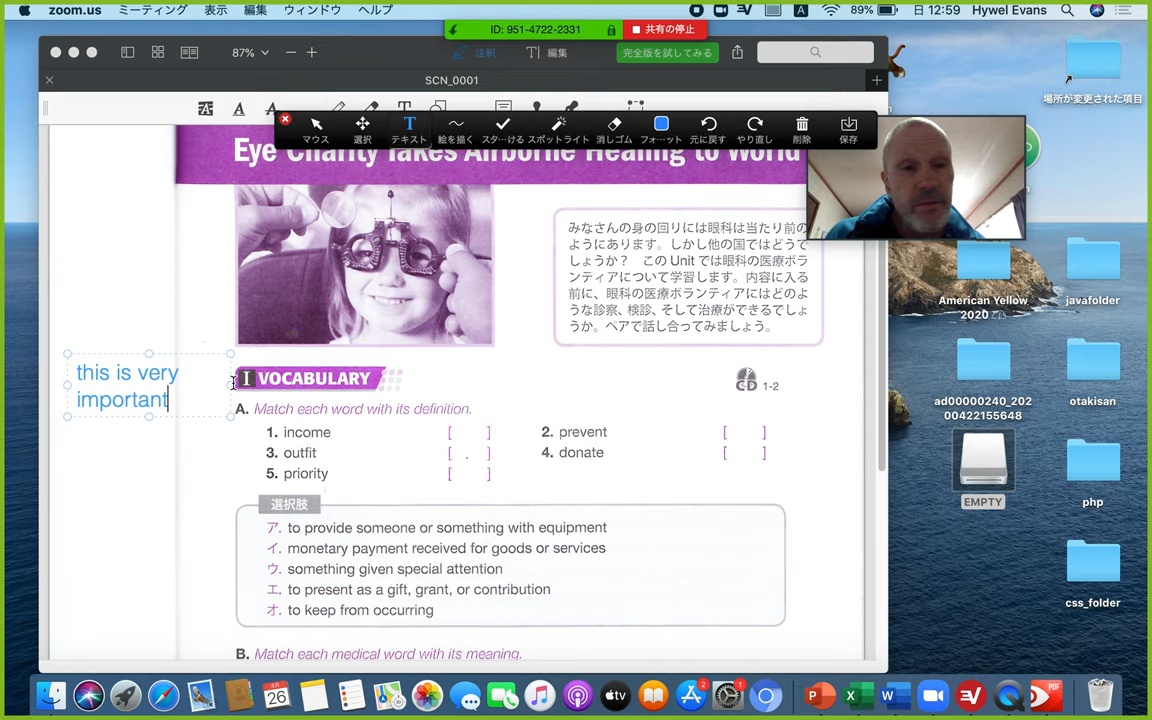 zoom.us ミーティング 表示 編集 ウィンドウ ヘルプ
89% 日 12:59 Hywel Evans
ID: 951-4722-2331 共有の停止
87% 注釈 編集 完全版を試してみる
SCN_0001
マウス 選択 テキスト 絵を描く スタ…ける スポットライト 消しゴム フォ…ット 元に戻す やり直し 削除 保存
Eye Charity Takes Airborne Healing to World
みなさんの身の回りには眼科は当たり前の
ようにあります。しかし他の国ではどうで
しょうか？ このUnitでは眼科の医療ボラ
ンティアについて学習します。内容に入る
前に、眼科の医療ボランティアにはどのよ
うな診察、検診、そして治療ができるでしょ
うか。ペアで話し合ってみましょう。
this is very
important
I VOCABULARY
CD 1-2
A. Match each word with its definition.
1. income [ ] 2. prevent [ ]
3. outfit [ . ] 4. donate [ ]
5. priority [ ]
選択肢
ア. to provide someone or something with equipment
イ. monetary payment received for goods or services
ウ. something given special attention
エ. to present as a gift, grant, or contribution
オ. to keep from occurring
B. Match each medical word with its meaning.
場所が変更された項目
American Yellow
2020
javafolder
ad00000240_202
00422155648
otakisan
EMPTY
php
css_folder
4月
26
tv
2
1
PDF